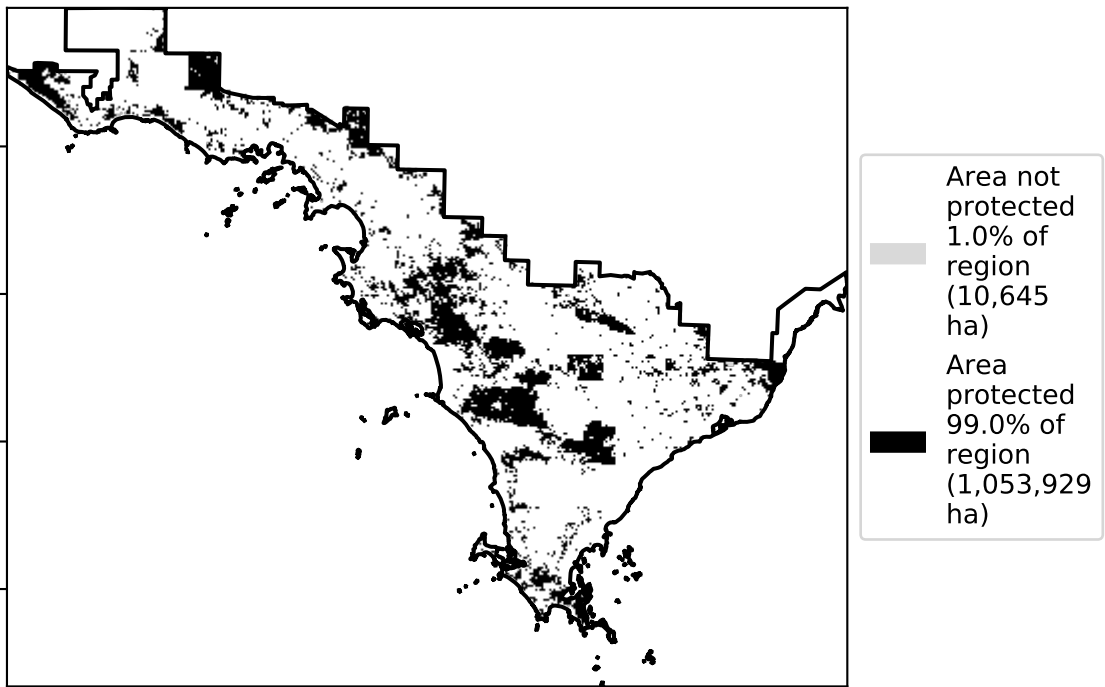 Area not
protected
1.0% of
region
(10,645
ha)
Area
protected
99.0% of
region
(1,053,929
ha)